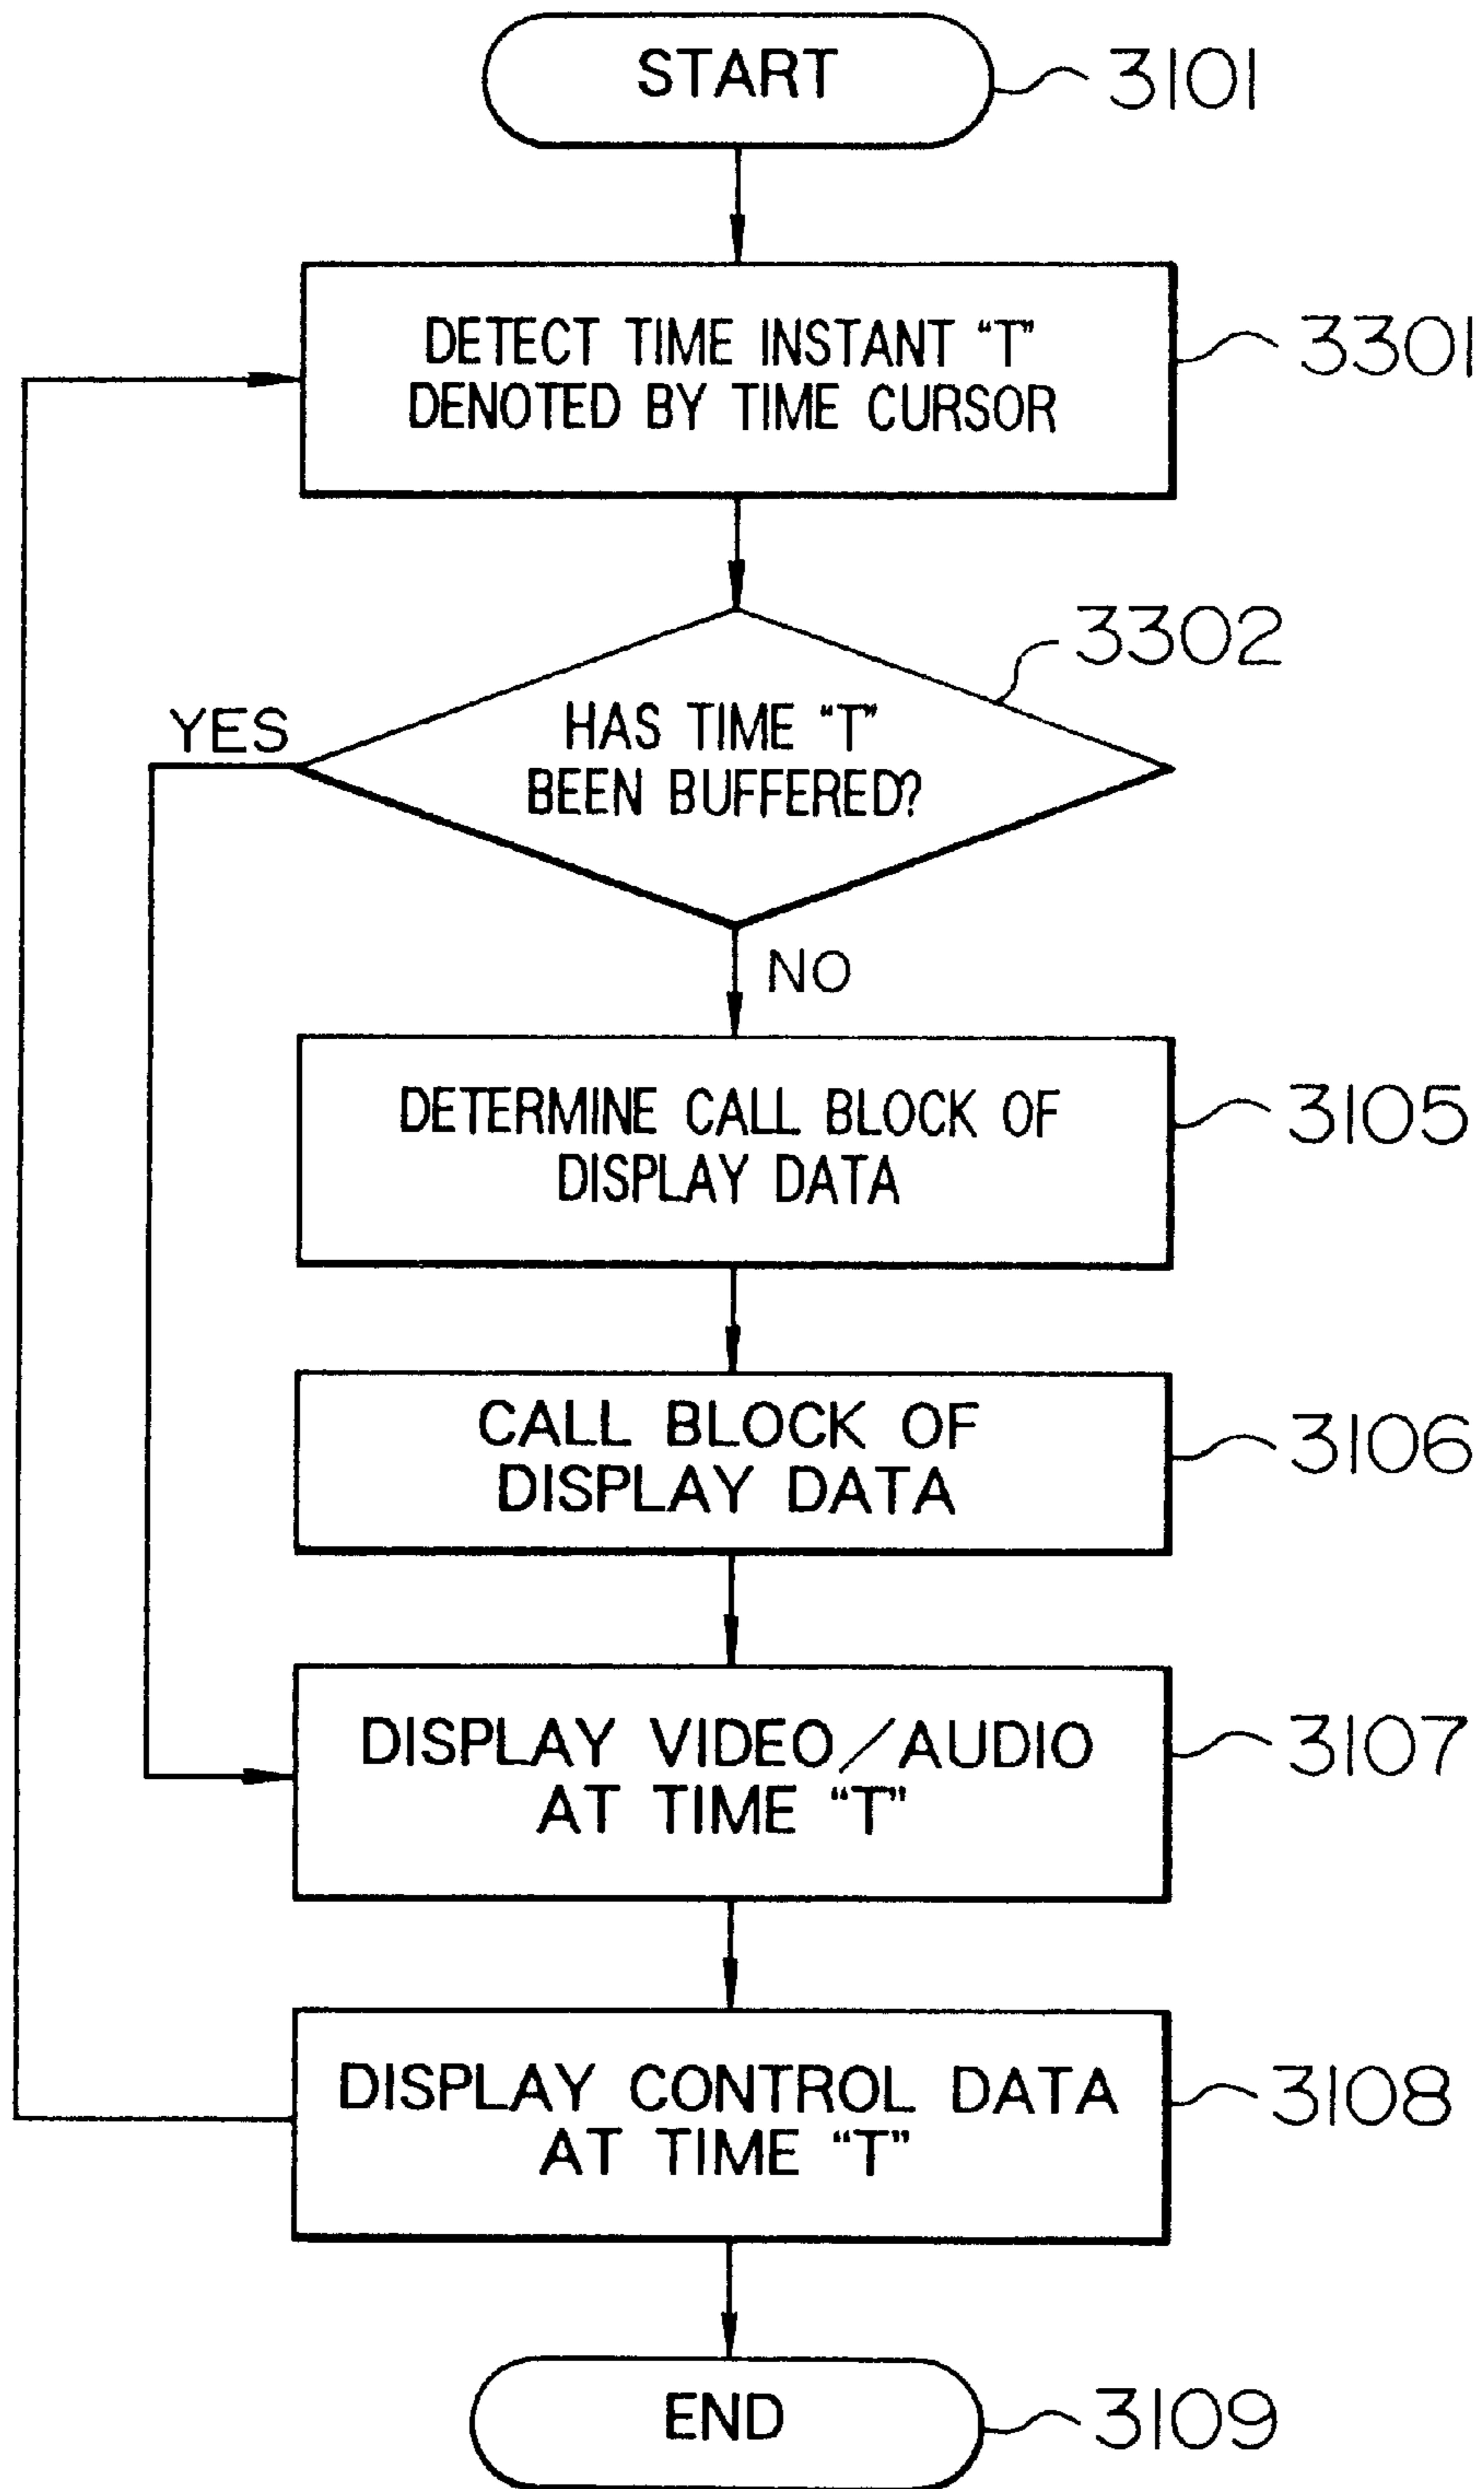 START
3101
DETECT TIME INSTANT “T”
DENOTED BY TIME CURSOR
3301
3302
YES
HAS TIME “T”
BEEN BUFFERED?
NO
DETERMINE CALL BLOCK OF
DISPLAY DATA
3105
CALL BLOCK OF
DISPLAY DATA
3106
DISPLAY VIDEO/AUDIO
AT TIME “T”
3107
DISPLAY CONTROL DATA
AT TIME “T”
3108
END
3109